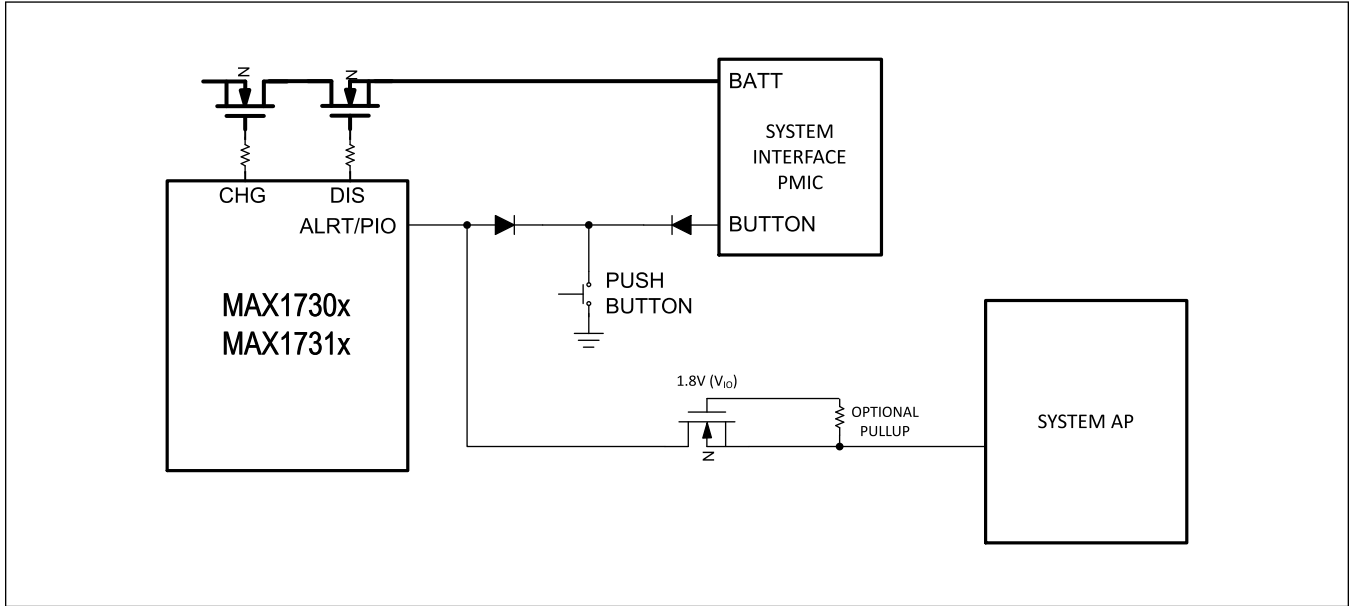 N
N
BATT
SYSTEM
INTERFACE
PMIC
BUTTON
CHG
DIS
ALRT/PIO
MAX1730x
MAX1731x
PUSH
BUTTON
1.8V (VIO)
OPTIONAL
PULLUP
N
SYSTEM AP